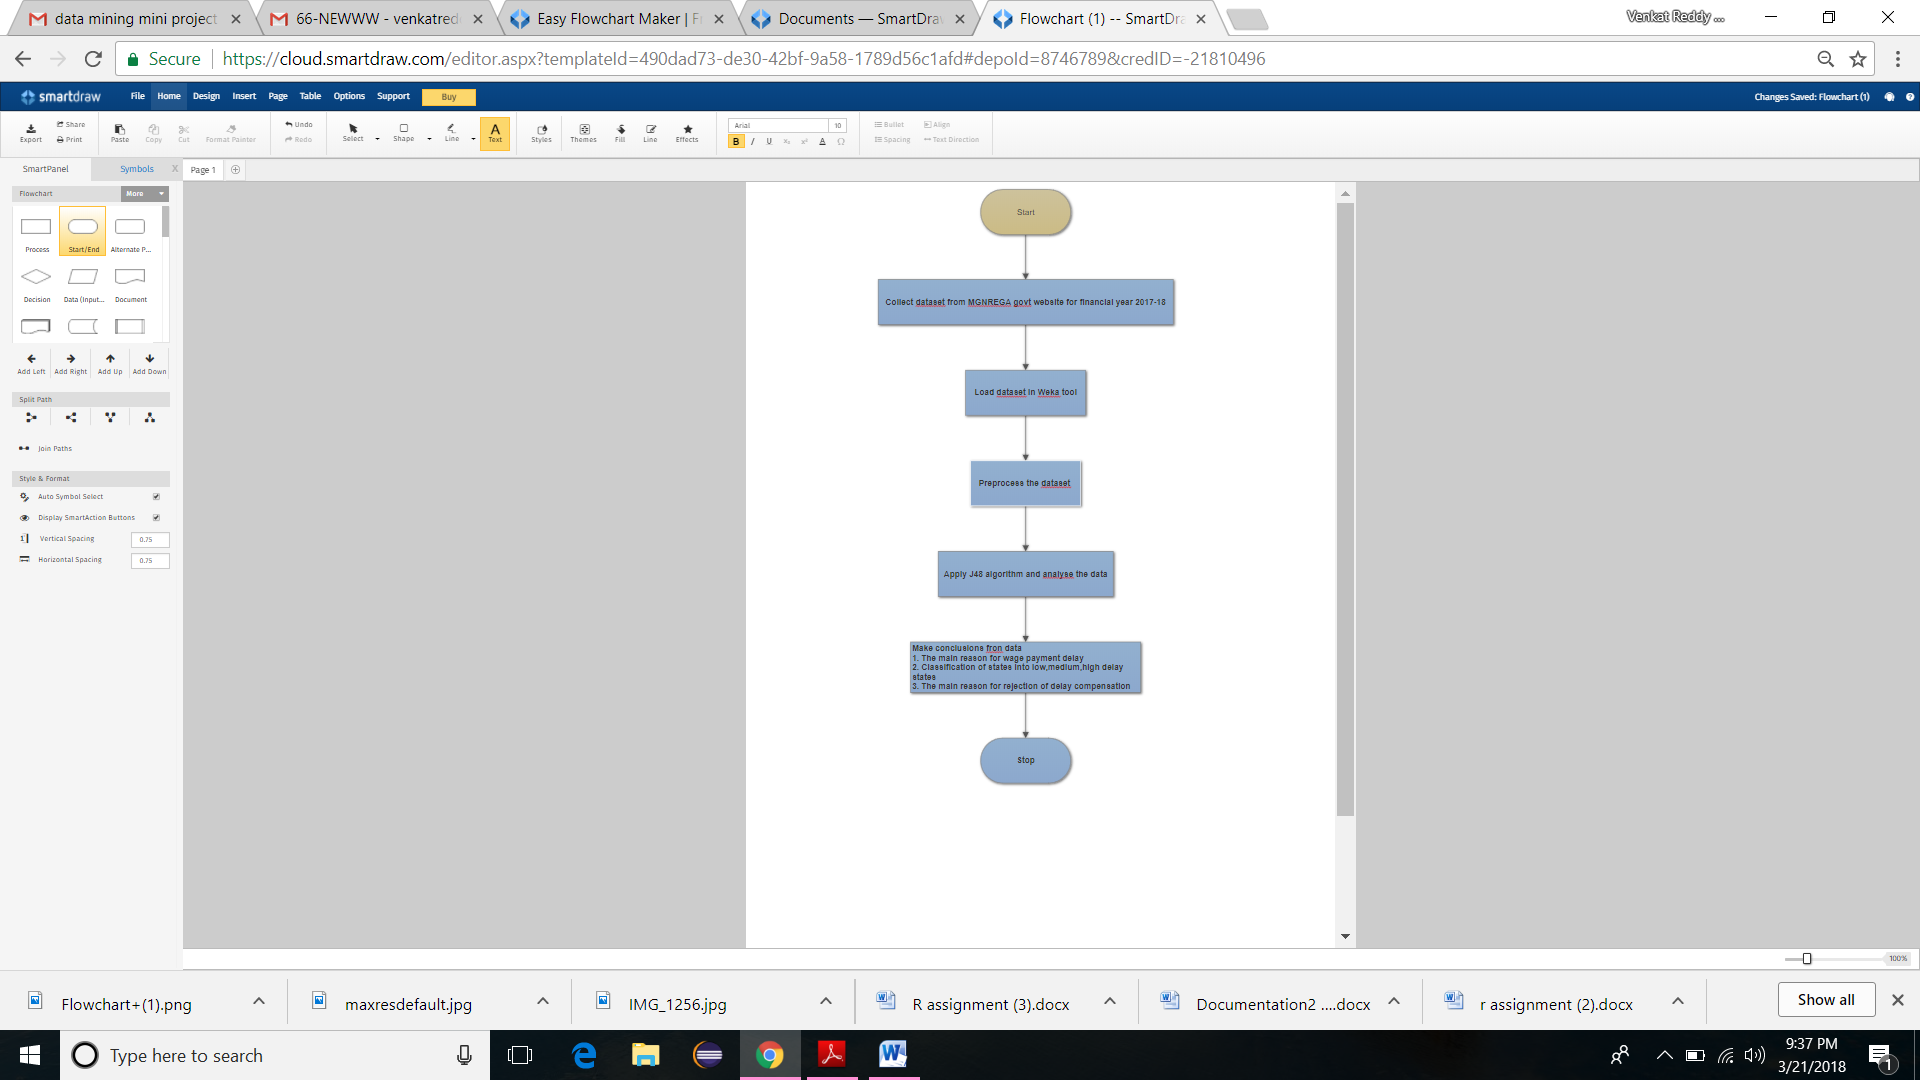 data mining mini project
66-NEWWW - venkatred
Easy Flowchart Maker | Fr
Documents — SmartDraw
Flowchart (1) -- SmartDra
Venkat Reddy ...
Secure
https://cloud.smartdraw.com/editor.aspx?templateId=490dad73-de30-42bf-9a58-1789d56c1afd#depoId=8746789&credID=-21810496
smartdraw
File
Home
Design
Insert
Page
Table
Options
Support
Buy
Changes Saved: Flowchart (1)
Export
Share
Print
Paste
Copy
Cut
Format Painter
Undo
Redo
Select
Shape
Line
A
Text
Styles
Themes
Fill
Line
Effects
Arial
10
B
I
U
A
Bullet
Align
Spacing
Text Direction
SmartPanel
Symbols
X
Page 1
Flowchart
More
Process
Start/End
Alternate P...
Decision
Data (Input...
Document
Add Left
Add Right
Add Up
Add Down
Split Path
Join Paths
Style & Format
Auto Symbol Select
Display SmartAction Buttons
Vertical Spacing
0.75
Horizontal Spacing
0.75
Start
Collect dataset from MGNREGA govt website for financial year 2017-18
Load dataset in Weka tool
Preprocess the dataset
Apply J48 algorithm and analyse the data
Make conclusions fron data
1. The main reason for wage payment delay
2. Classification of states into low,medium,high delay
states
3. The main reason for rejection of delay compensation
Stop
100%
Flowchart+(1).png
maxresdefault.jpg
IMG_1256.jpg
R assignment (3).docx
Documentation2 ....docx
r assignment (2).docx
Show all
Type here to search
9:37 PM
3/21/2018
1